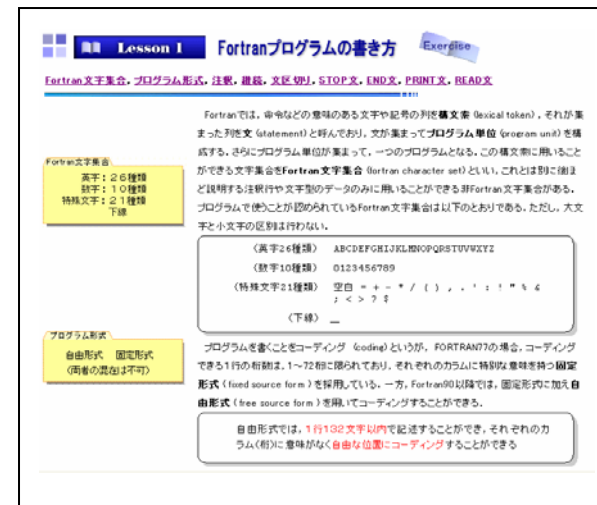 Lesson 1 Fortranプログラムの書き方 Exercise
Fortran文字集合, プログラム形式, 注釈, 継続, 文区切り, STOP文, END文, PRINT文, READ文
Fortranでは, 命令などの意味のある文字や記号の列を構文素 (lexical token), それが集
まった列を文 (statement) と呼んでおり, 文が集まってプログラム単位 (program unit) を構
成する. さらにプログラム単位が集まって, 一つのプログラムとなる. この構文素に用いること
ができる文字集合をFortran文字集合 (fortran character set) といい, これとは別に後ほ
ど説明する注釈行や文字型のデータのみに用いることができる非Fortran文字集合がある.
プログラムで使うことが認められているFortran文字集合は以下のとおりである. ただし, 大文
字と小文字の区別は行わない.
Fortran文字集合
英字：２６種類
数字：１０種類
特殊文字：２１種類
下線
(英字26種類) ABCDEFGHIJKLMNOPQRSTUVWXYZ
(数字10種類) 0123456789
(特殊文字21種類) 空白 = + - * / ( ) , . ' : ! " % &
; < > ? $
(下線) _
プログラム形式
自由形式 固定形式
(両者の混在は不可)
プログラムを書くことをコーディング (coding) というが, FORTRAN77の場合, コーディング
できる1行の桁数は, 1～72桁に限られており, それぞれのカラムに特別な意味を持つ固定
形式 (fixed source form) を採用している. 一方, Fortran90以降では, 固定形式に加え自
由形式 (free source form) を用いてコーディングすることができる.
自由形式では, 1行132文字以内で記述することができ, それぞれのカ
ラム(桁)に意味がなく自由な位置にコーディングすることができる